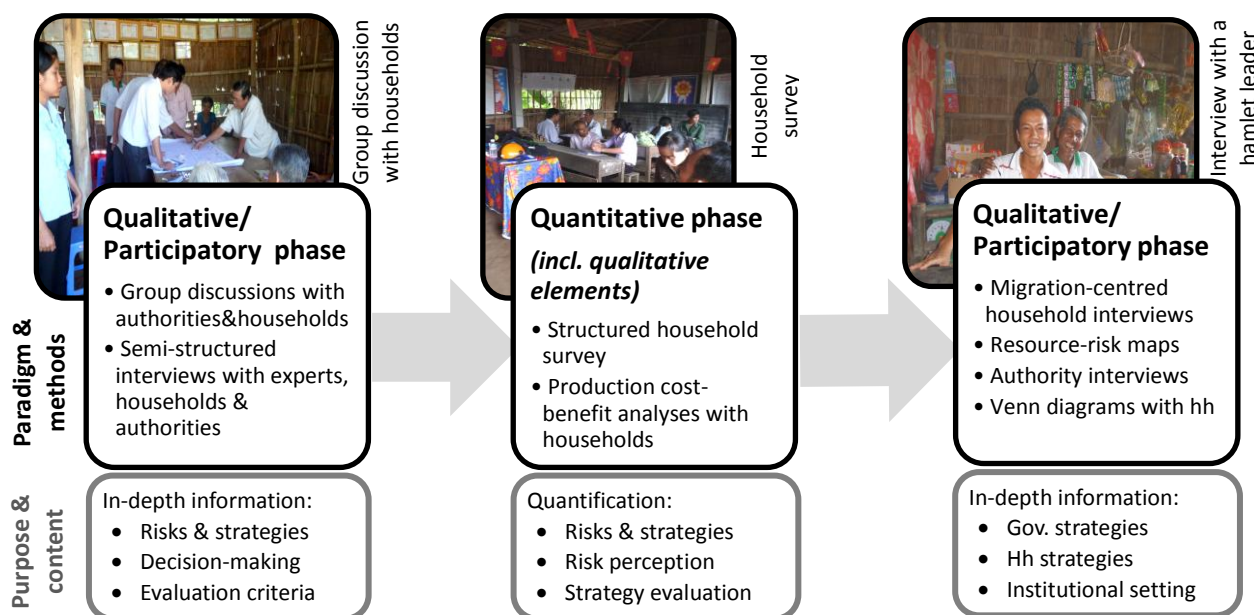 Group discussion
with households
Household
survey
Interview with a
hamlet leader
Paradigm &
methods
Qualitative/
Participatory phase
• Group discussions with
authorities&households
• Semi-structured
interviews with experts,
households &
authorities
Quantitative phase
(incl. qualitative
elements)
• Structured household
survey
• Production cost-
benefit analyses with
households
Qualitative/
Participatory phase
• Migration-centred
household interviews
• Resource-risk maps
• Authority interviews
• Venn diagrams with hh
Purpose &
content
In-depth information:
• Risks & strategies
• Decision-making
• Evaluation criteria
Quantification:
• Risks & strategies
• Risk perception
• Strategy evaluation
In-depth information:
• Gov. strategies
• Hh strategies
• Institutional setting